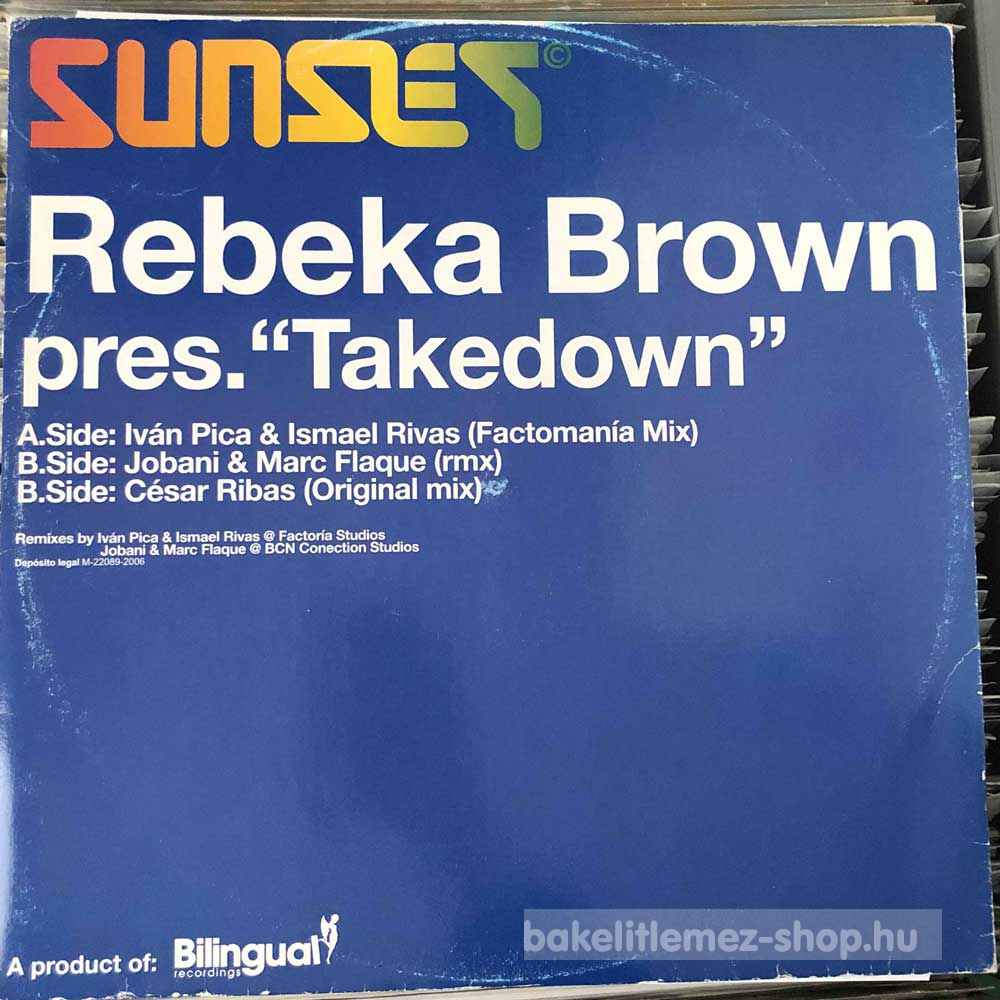 SUNSET©
Rebeka Brown
pres. “Takedown”
A.Side: Iván Pica & Ismael Rivas (Factomanía Mix)
B.Side: Jobani & Marc Flaque (rmx)
B.Side: César Ribas (Original mix)
Remixes by Iván Pica & Ismael Rivas @ Factoría Studios
Jobani & Marc Flaque @ BCN Conection Studios
Depósito legal M-22089-2006
A product of: Bilingual
recordings
bakelitlemez-shop.hu